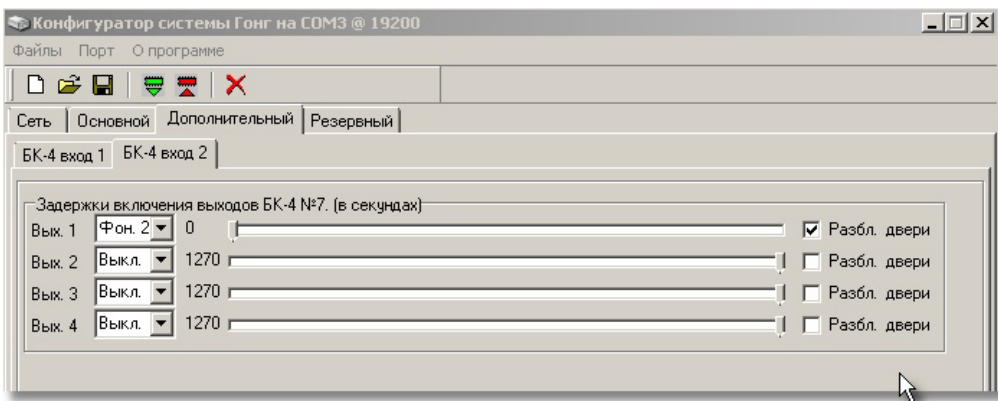 Конфигуратор системы Гонг на COM3 @ 19200
Файлы Порт О программе
Сеть Основной Дополнительный Резервный
БК-4 вход 1 БК-4 вход 2
Задержки включения выходов БК-4 №7. (в секундах)
Вых. 1 Фон. 2 0 Разбл. двери
Вых. 2 Выкл. 1270 Разбл. двери
Вых. 3 Выкл. 1270 Разбл. двери
Вых. 4 Выкл. 1270 Разбл. двери